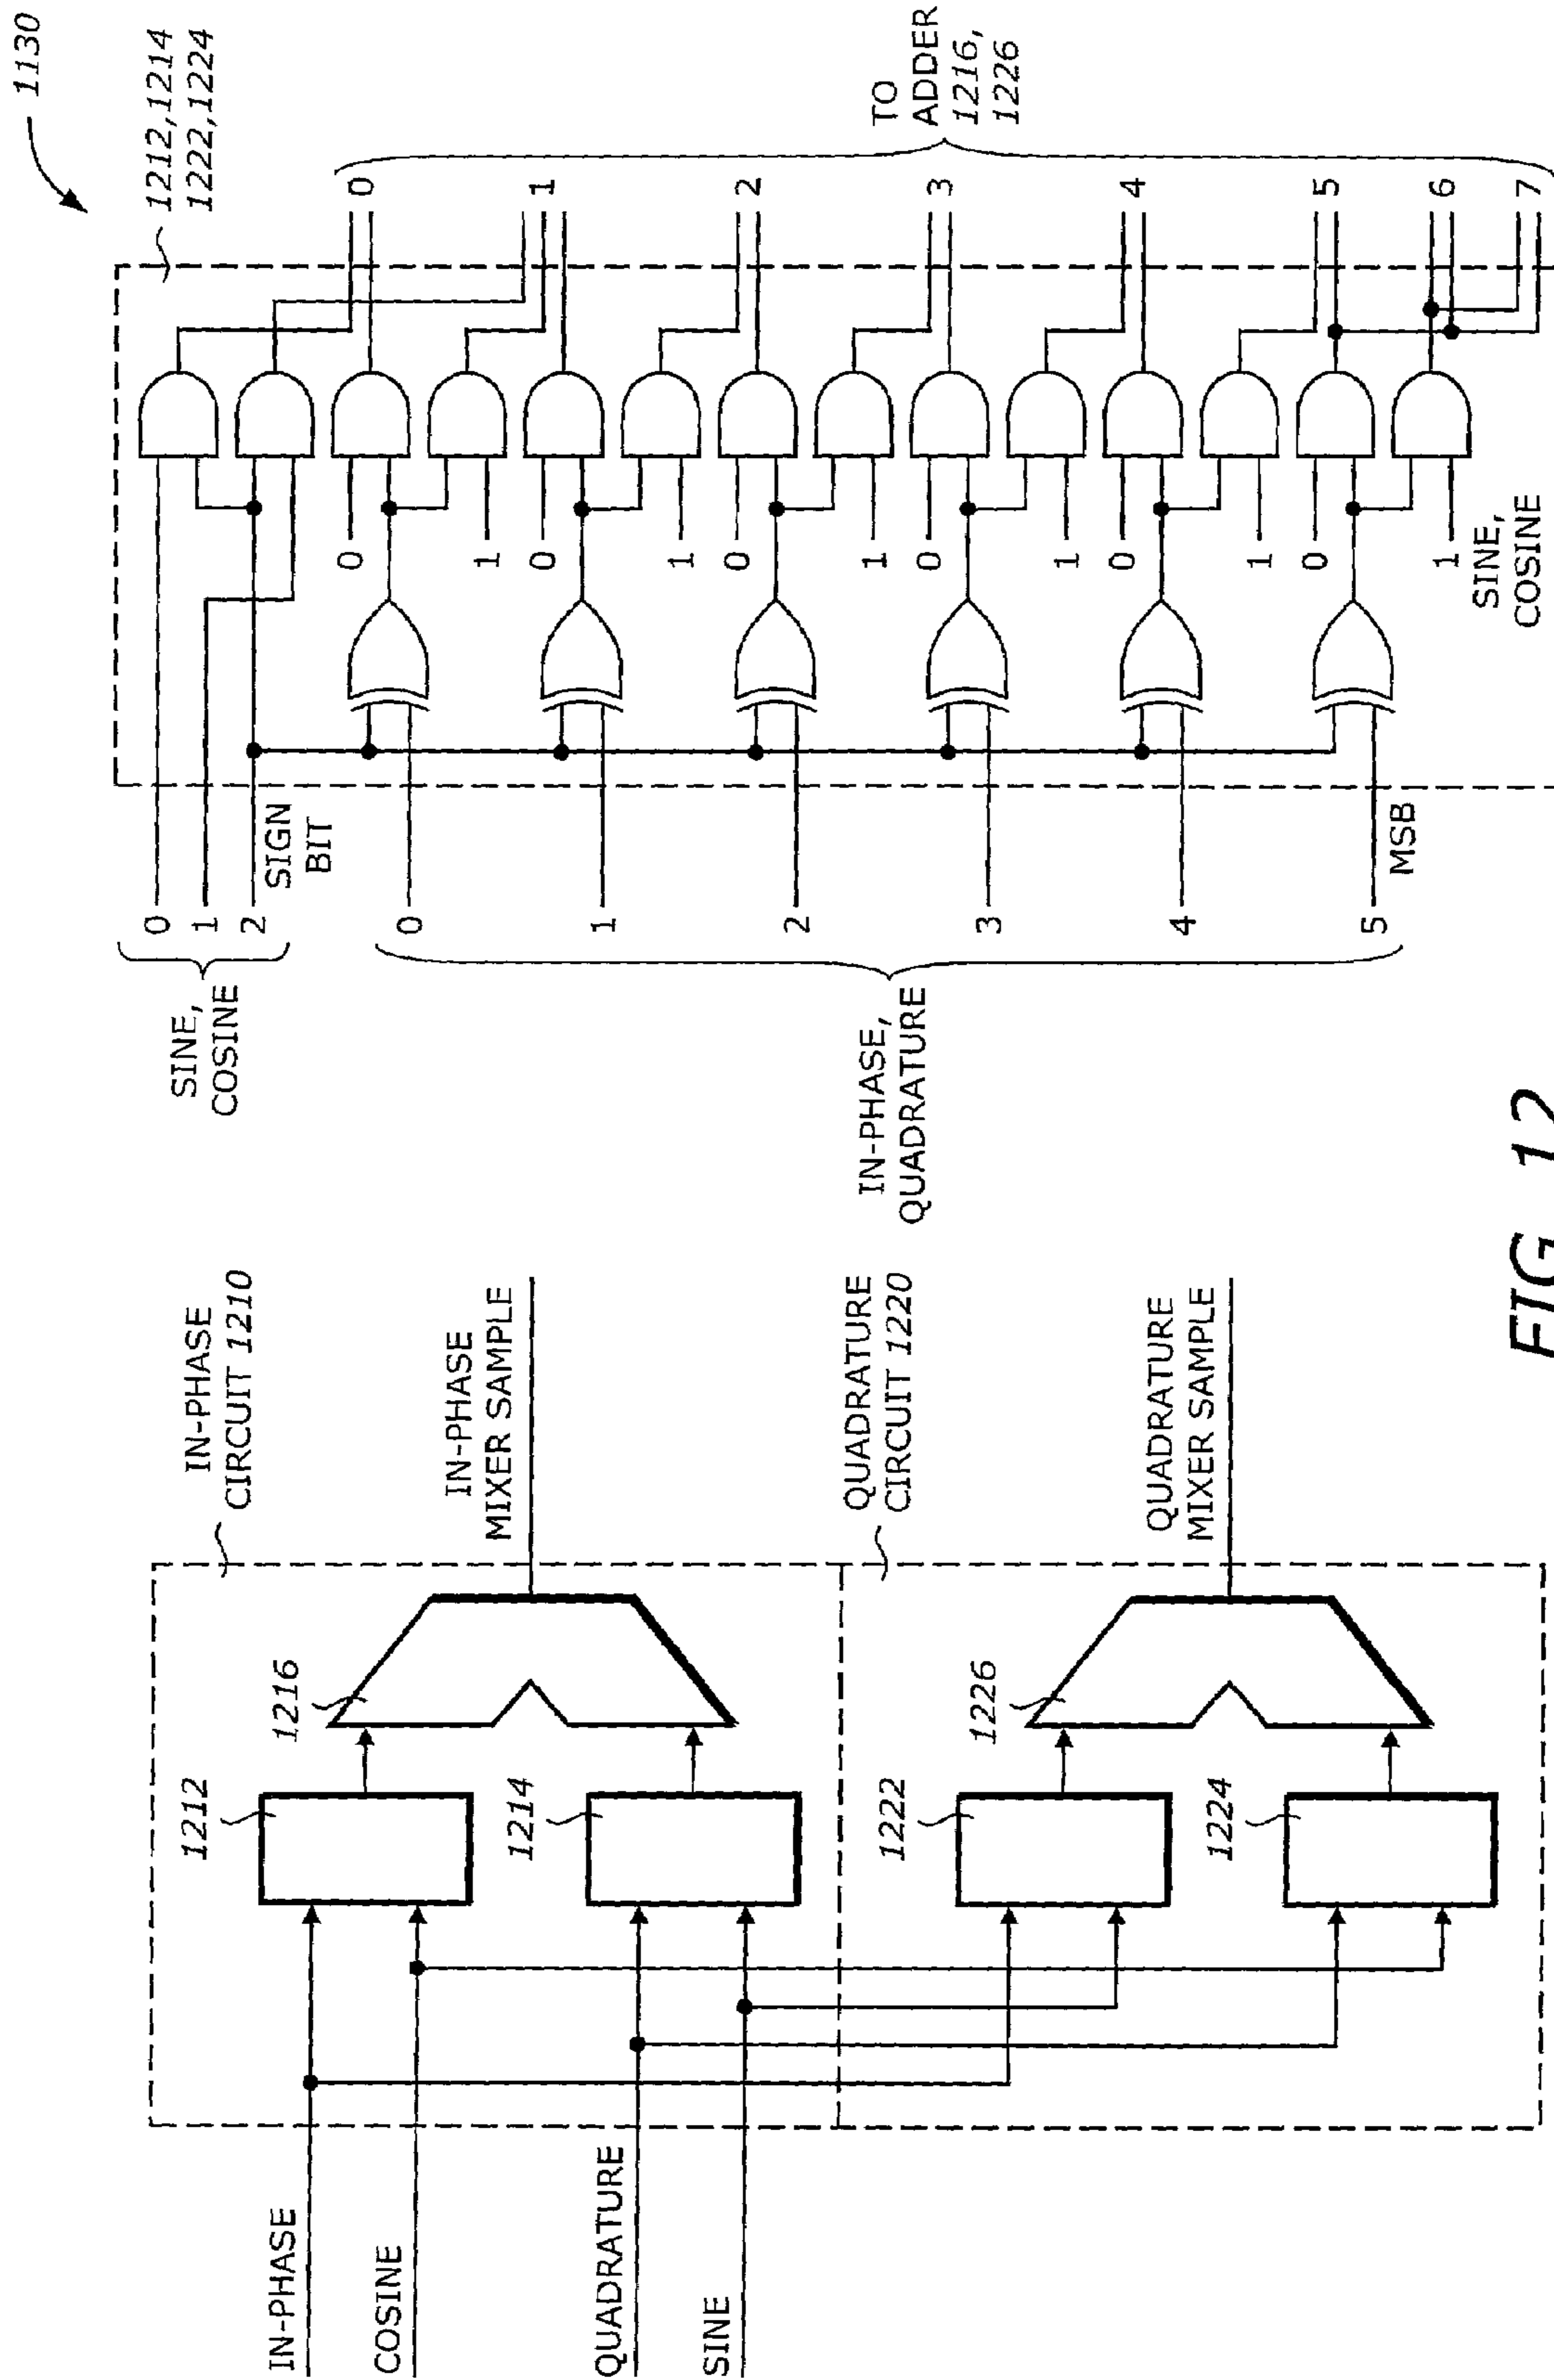 1130
IN-PHASE
CIRCUIT 1210
1212
1216
IN-PHASE
COSINE
IN-PHASE
MIXER SAMPLE
1214
QUADRATURE
SINE
QUADRATURE
CIRCUIT 1220
1222
1226
QUADRATURE
MIXER SAMPLE
1224
SINE,
COSINE
0
1
2
SIGN
BIT
1212,1214
1222,1224
IN-PHASE,
QUADRATURE
0
1
2
3
4
5
MSB
0
1
0
1
0
1
0
1
0
1
0
1
SINE,
COSINE
0
1
2
3
4
5
6
7
TO
ADDER
1216,
1226
FIG. 12